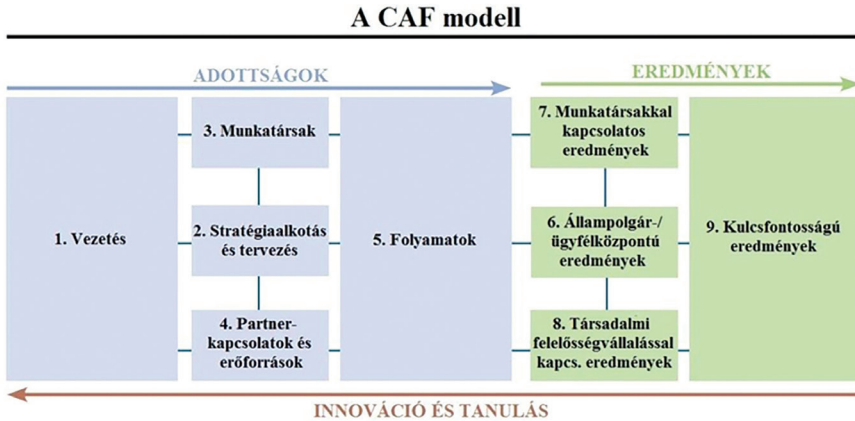 A CAF modell
ADOTTSÁGOK
EREDMÉNYEK
1. Vezetés
3. Munkatársak
2. Stratégiaalkotás
és tervezés
4. Partner-
kapcsolatok és
erőforrások
5. Folyamatok
7. Munkatársakkal
kapcsolatos
eredmények
6. Állampolgár-/
ügyfélközpontú
eredmények
8. Társadalmi
felelősségvállalással
kapcs. eredmények
9. Kulcsfontosságú
eredmények
INNOVÁCIÓ ÉS TANULÁS